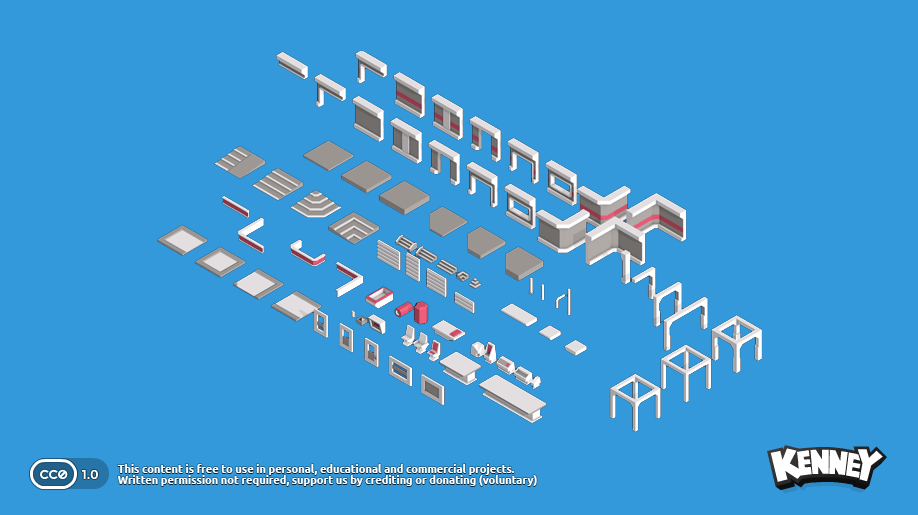 CC0 1.0
This content is free to use in personal, educational and commercial projects.
Written permission not required, support us by crediting or donating (voluntary)
KENNEY